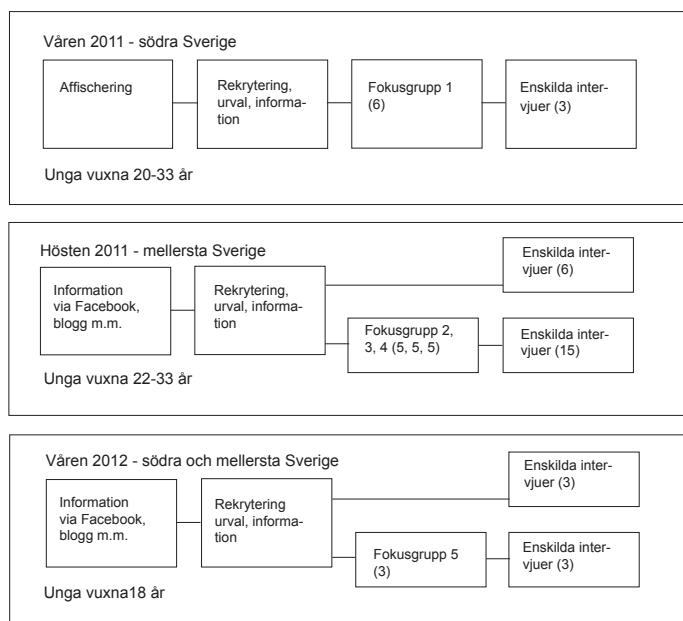 Våren 2011 - södra Sverige
Affischering
Rekrytering,
urval, informa-
tion
Fokusgrupp 1
(6)
Enskilda inter-
vjuer (3)
Unga vuxna 20-33 år
Hösten 2011 - mellersta Sverige
Information
via Facebook,
blogg m.m.
Rekrytering,
urval, informa-
tion
Enskilda inter-
vjuer (6)
Fokusgrupp 2,
3, 4 (5, 5, 5)
Enskilda inter-
vjuer (15)
Unga vuxna 22-33 år
Våren 2012 - södra och mellersta Sverige
Information
via Facebook,
blogg m.m.
Rekrytering
urval, informa-
tion
Enskilda inter-
vjuer (3)
Fokusgrupp 5
(3)
Enskilda inter-
vjuer (3)
Unga vuxna18 år